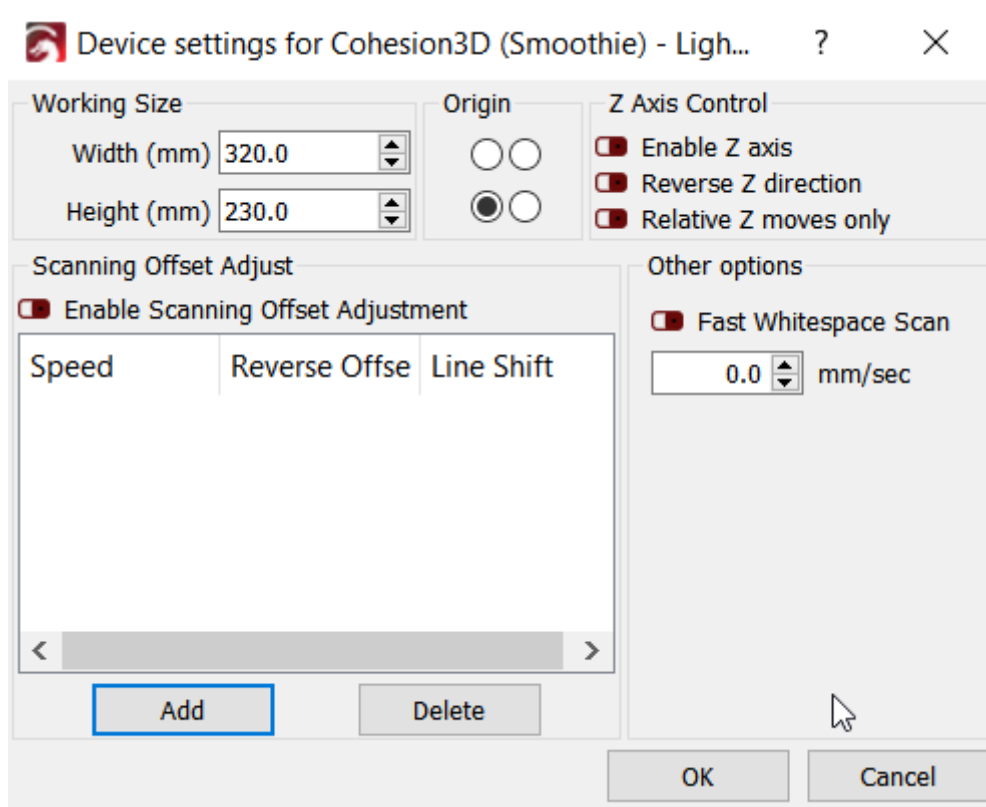 Device settings for Cohesion3D (Smoothie) - Ligh... ?
Working Size
Width (mm) 320.0
Height (mm) 230.0
Origin
Z Axis Control
Enable Z axis
Reverse Z direction
Relative Z moves only
Scanning Offset Adjust
Enable Scanning Offset Adjustment
Speed Reverse Offse Line Shift
Add Delete
Other options
Fast Whitespace Scan
0.0 mm/sec
OK Cancel